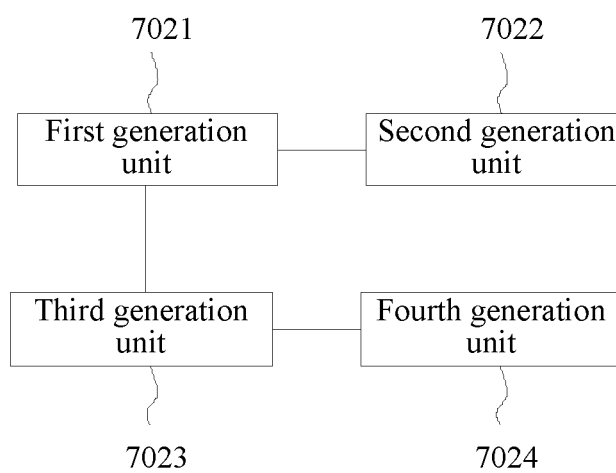 7021
7022
First generation
unit
Second generation
unit
Third generation
unit
Fourth generation
unit
7023
7024